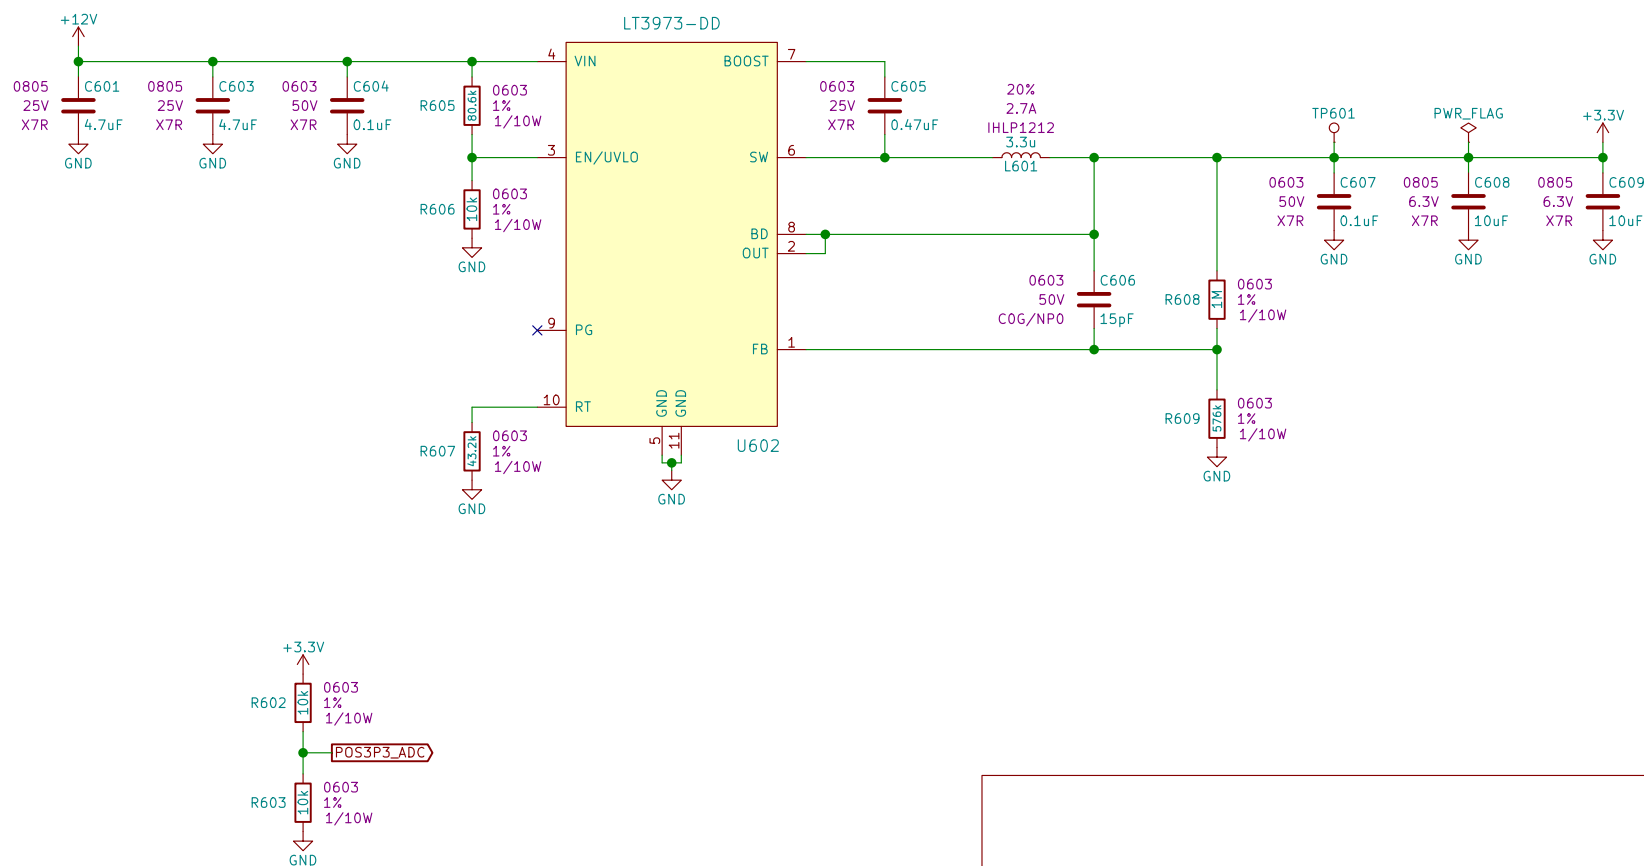 LT3973-DD
+12V
4
VIN
BOOST
7
0805
25V
X7R
C601
4.7uF
GND
0805
25V
X7R
C603
4.7uF
GND
0603
50V
X7R
C604
0.1uF
GND
R605
80.6k
0603
1%
1/10W
3
EN/UVLO
R606
10k
0603
1%
1/10W
GND
0603
25V
X7R
C605
0.47uF
SW
6
20%
2.7A
IHLP1212
3.3u
L601
BD
8
OUT
2
TP601
PWR_FLAG
+3.3V
0603
50V
X7R
C607
0.1uF
GND
0805
6.3V
X7R
C608
10uF
GND
0805
6.3V
X7R
C609
10uF
GND
0603
50V
C0G/NP0
C606
15pF
R608
1M
0603
1%
1/10W
9
PG
FB
1
10
RT
GND
GND
5
11
U602
GND
R607
43.2k
0603
1%
1/10W
GND
R609
576k
0603
1%
1/10W
GND
+3.3V
R602
10k
0603
1%
1/10W
POS3P3_ADC
R603
10k
0603
1%
1/10W
GND